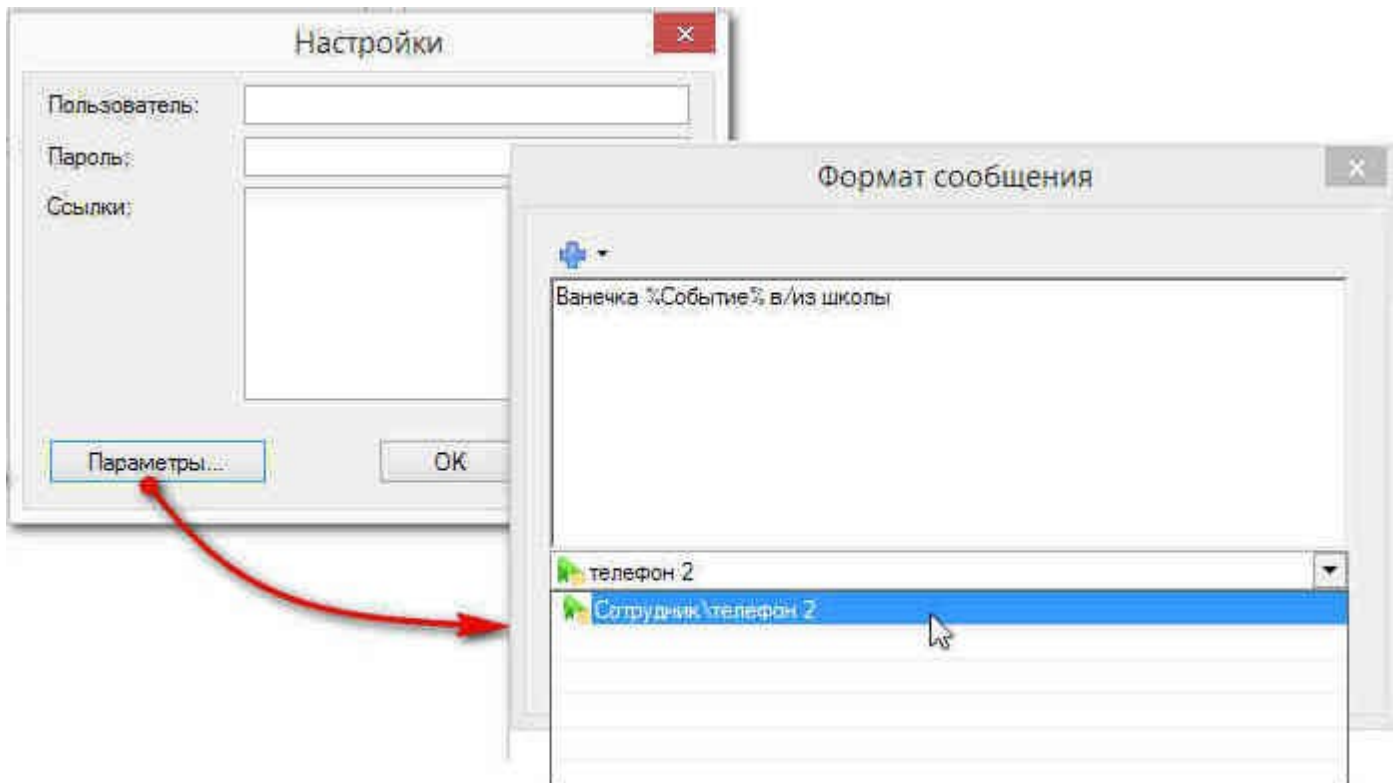 Настройки
Пользователь:
Пароль:
Ссылки:
Параметры...
OK
Формат сообщения
Ванечка %Событие% в/из школы
телефон 2
Сотрудник\телефон 2